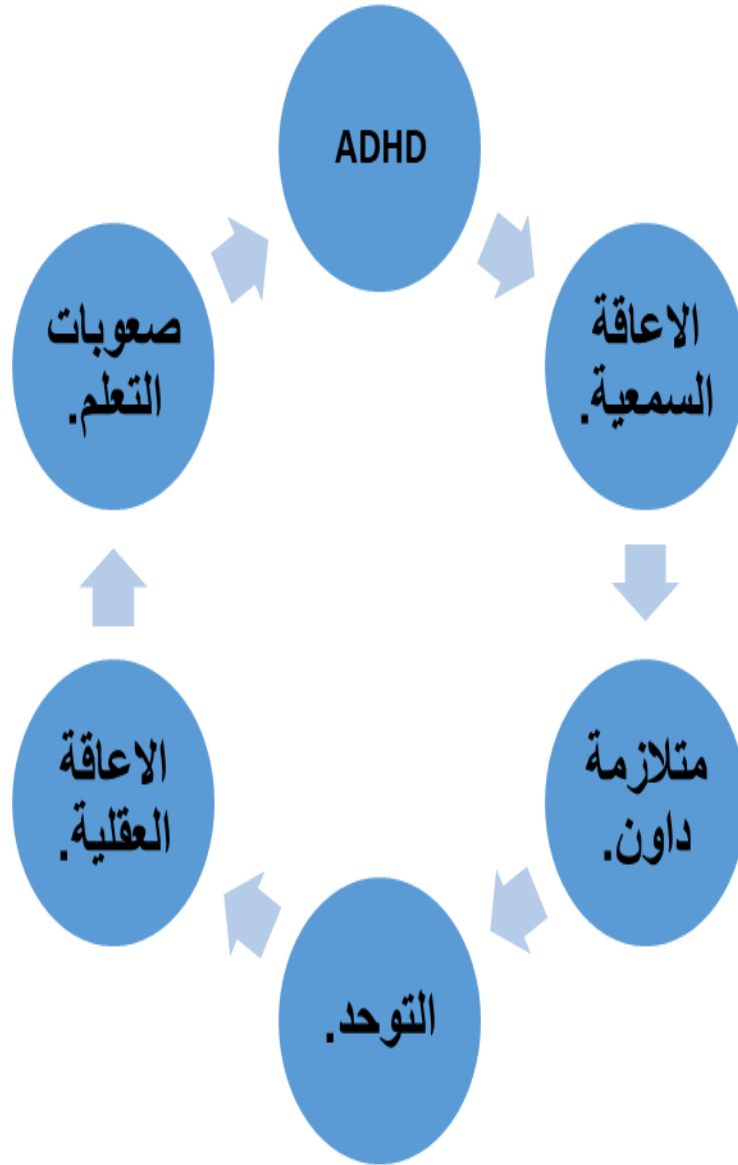 ADHD
الاعاقة
السمعية.
متلازمة
داون.
التوحد.
الاعاقة
العقلية.
صعوبات
التعلم.